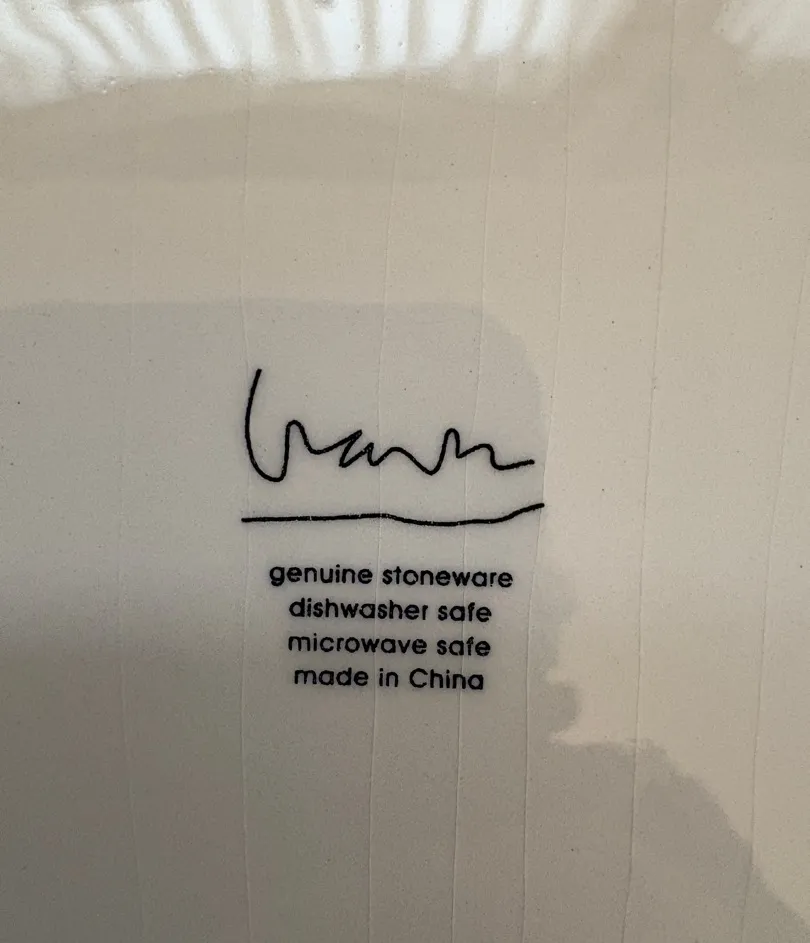 genuine stoneware
dishwasher safe
microwave safe
made in China